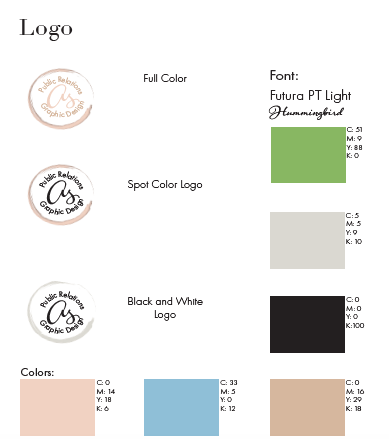 Logo
Public Relations
As
Graphic Design
Full Color
Font:
Futura PT Light
Hummingbird
C: 51
M: 9
Y: 88
K: 0
Public Relations
As
Graphic Design
Spot Color Logo
C: 5
M: 5
Y: 9
K: 10
Public Relations
As
Graphic Design
Black and White
Logo
C: 0
M: 0
Y: 0
K:100
Colors:
C: 0
M: 14
Y: 18
K: 6
C: 33
M: 5
Y: 0
K: 12
C: 0
M: 16
Y: 29
K: 18